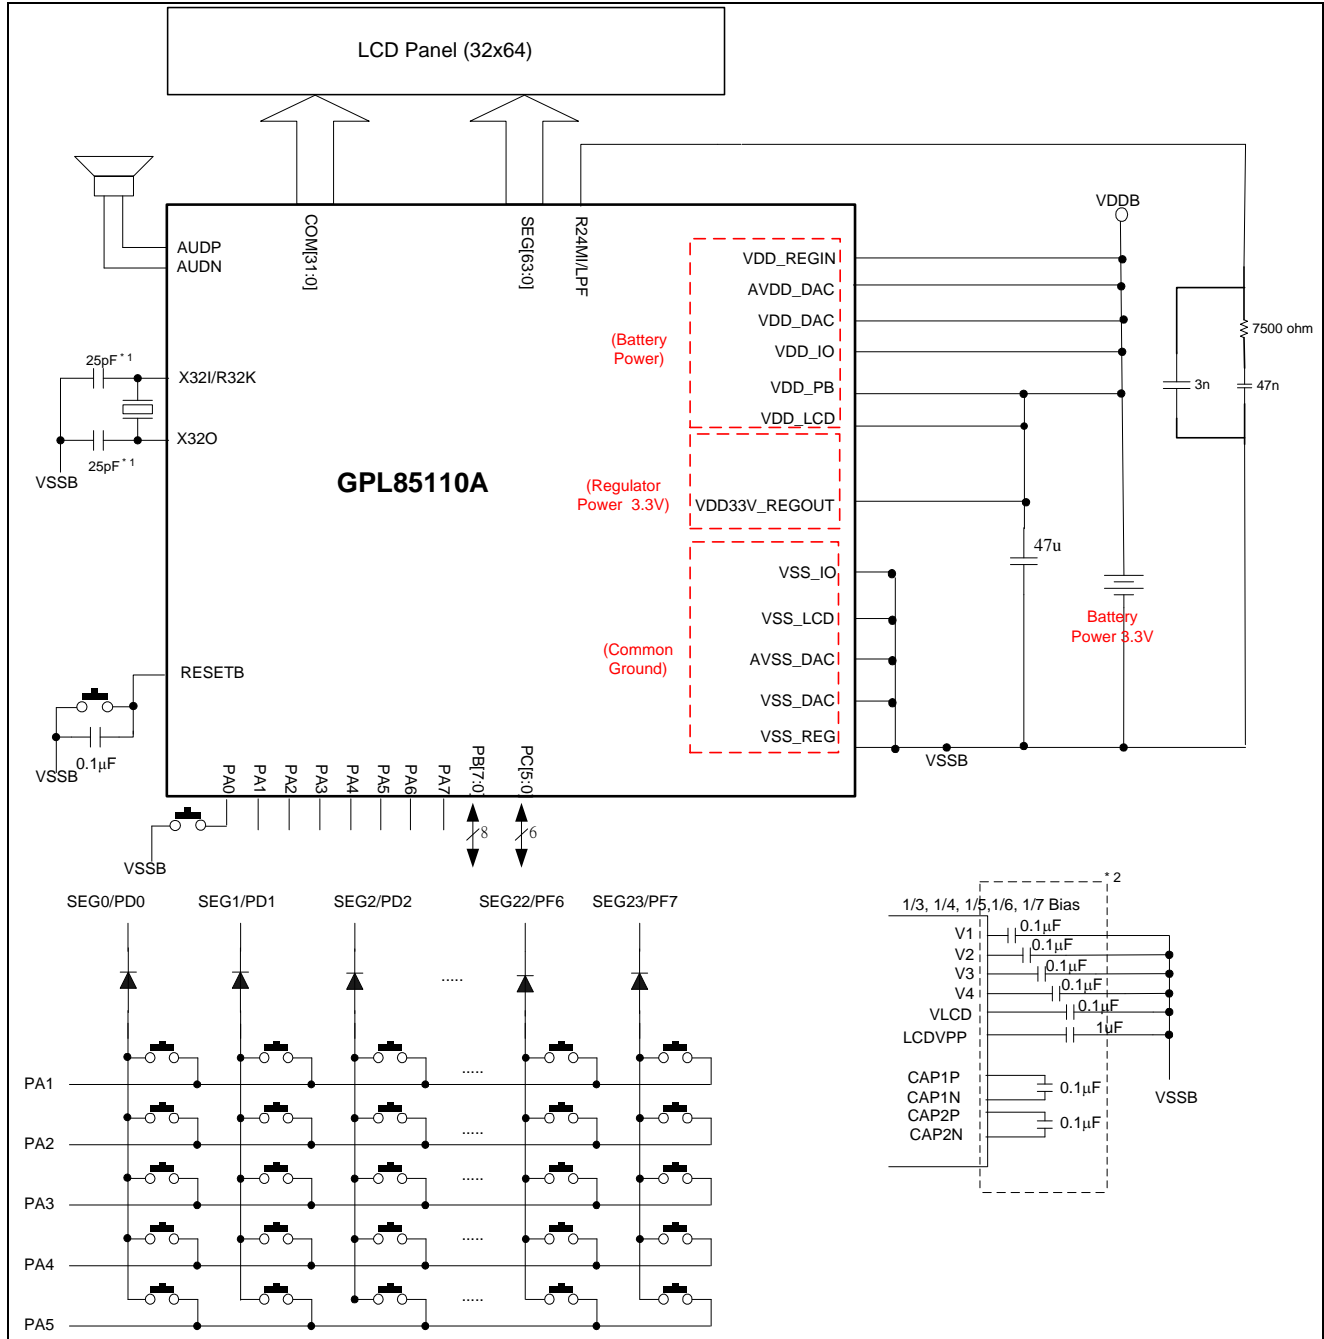 LCD Panel (32x64)
COM[31:0]
SEG[63:0]
R24MI/LPF
VDDB
AUDP
AUDN
VDD_REGIN
AVDD_DAC
VDD_DAC
VDD_IO
VDD_PB
VDD_LCD
(Battery
Power)
7500 ohm
3n
47n
25pF * 1
X32I/R32K
X32O
25pF * 1
VSSB
GPL85110A
(Regulator
Power 3.3V)
VDD33V_REGOUT
47u
VSS_IO
VSS_LCD
AVSS_DAC
VSS_DAC
VSS_REG
(Common
Ground)
Battery
Power 3.3V
RESETB
0.1µF
VSSB
VSSB
PA0
PA1
PA2
PA3
PA4
PA5
PA6
PA7
PB[7:0]
PC[5:0]
8
6
VSSB
SEG0/PD0
SEG1/PD1
SEG2/PD2
SEG22/PF6
SEG23/PF7
.....
.....
PA1
.....
PA2
.....
PA3
.....
PA4
.....
PA5
* 2
1/3, 1/4, 1/5,1/6, 1/7 Bias
V1 0.1µF
V2 0.1µF
V3 0.1µF
V4 0.1µF
VLCD 0.1µF
LCDVPP 1uF
CAP1P
CAP1N
0.1µF
CAP2P
CAP2N
0.1µF
VSSB